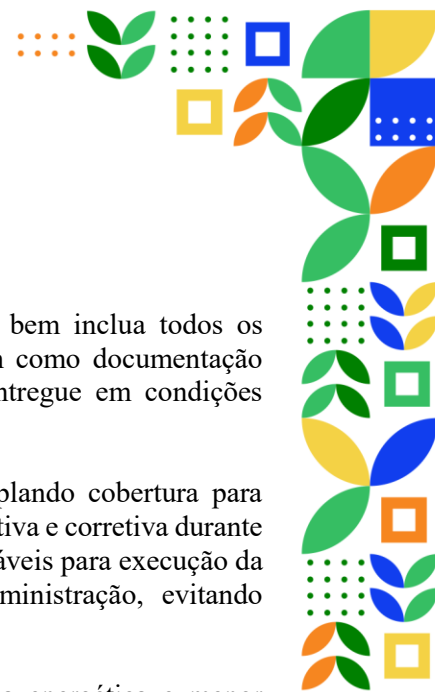 bem inclua todos os
como documentação
entregue em condições
plando cobertura para
tiva e corretiva durante
áveis para execução da
ministração, evitando